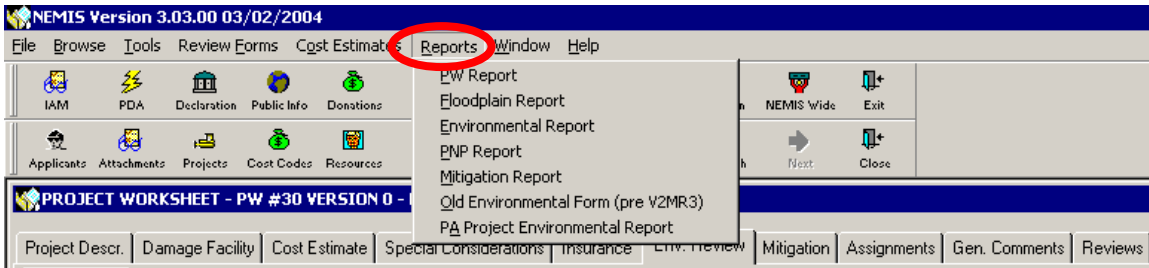 NEMIS Version 3.03.00 03/02/2004
File Browse Tools Review Forms Cost Estimates Reports Window Help
PW Report
Floodplain Report
Environmental Report
PNP Report
Mitigation Report
Old Environmental Form (pre V2MR3)
PA Project Environmental Report
IAM PDA Declaration Public Info Donations NEMIS Wide Exit
Applicants Attachments Projects Cost Codes Resources Next Close
PROJECT WORKSHEET - PW #30 VERSION 0 -
Project Descr. Damage Facility Cost Estimate Special Considerations Insurance Env. Review Mitigation Assignments Gen. Comments Reviews